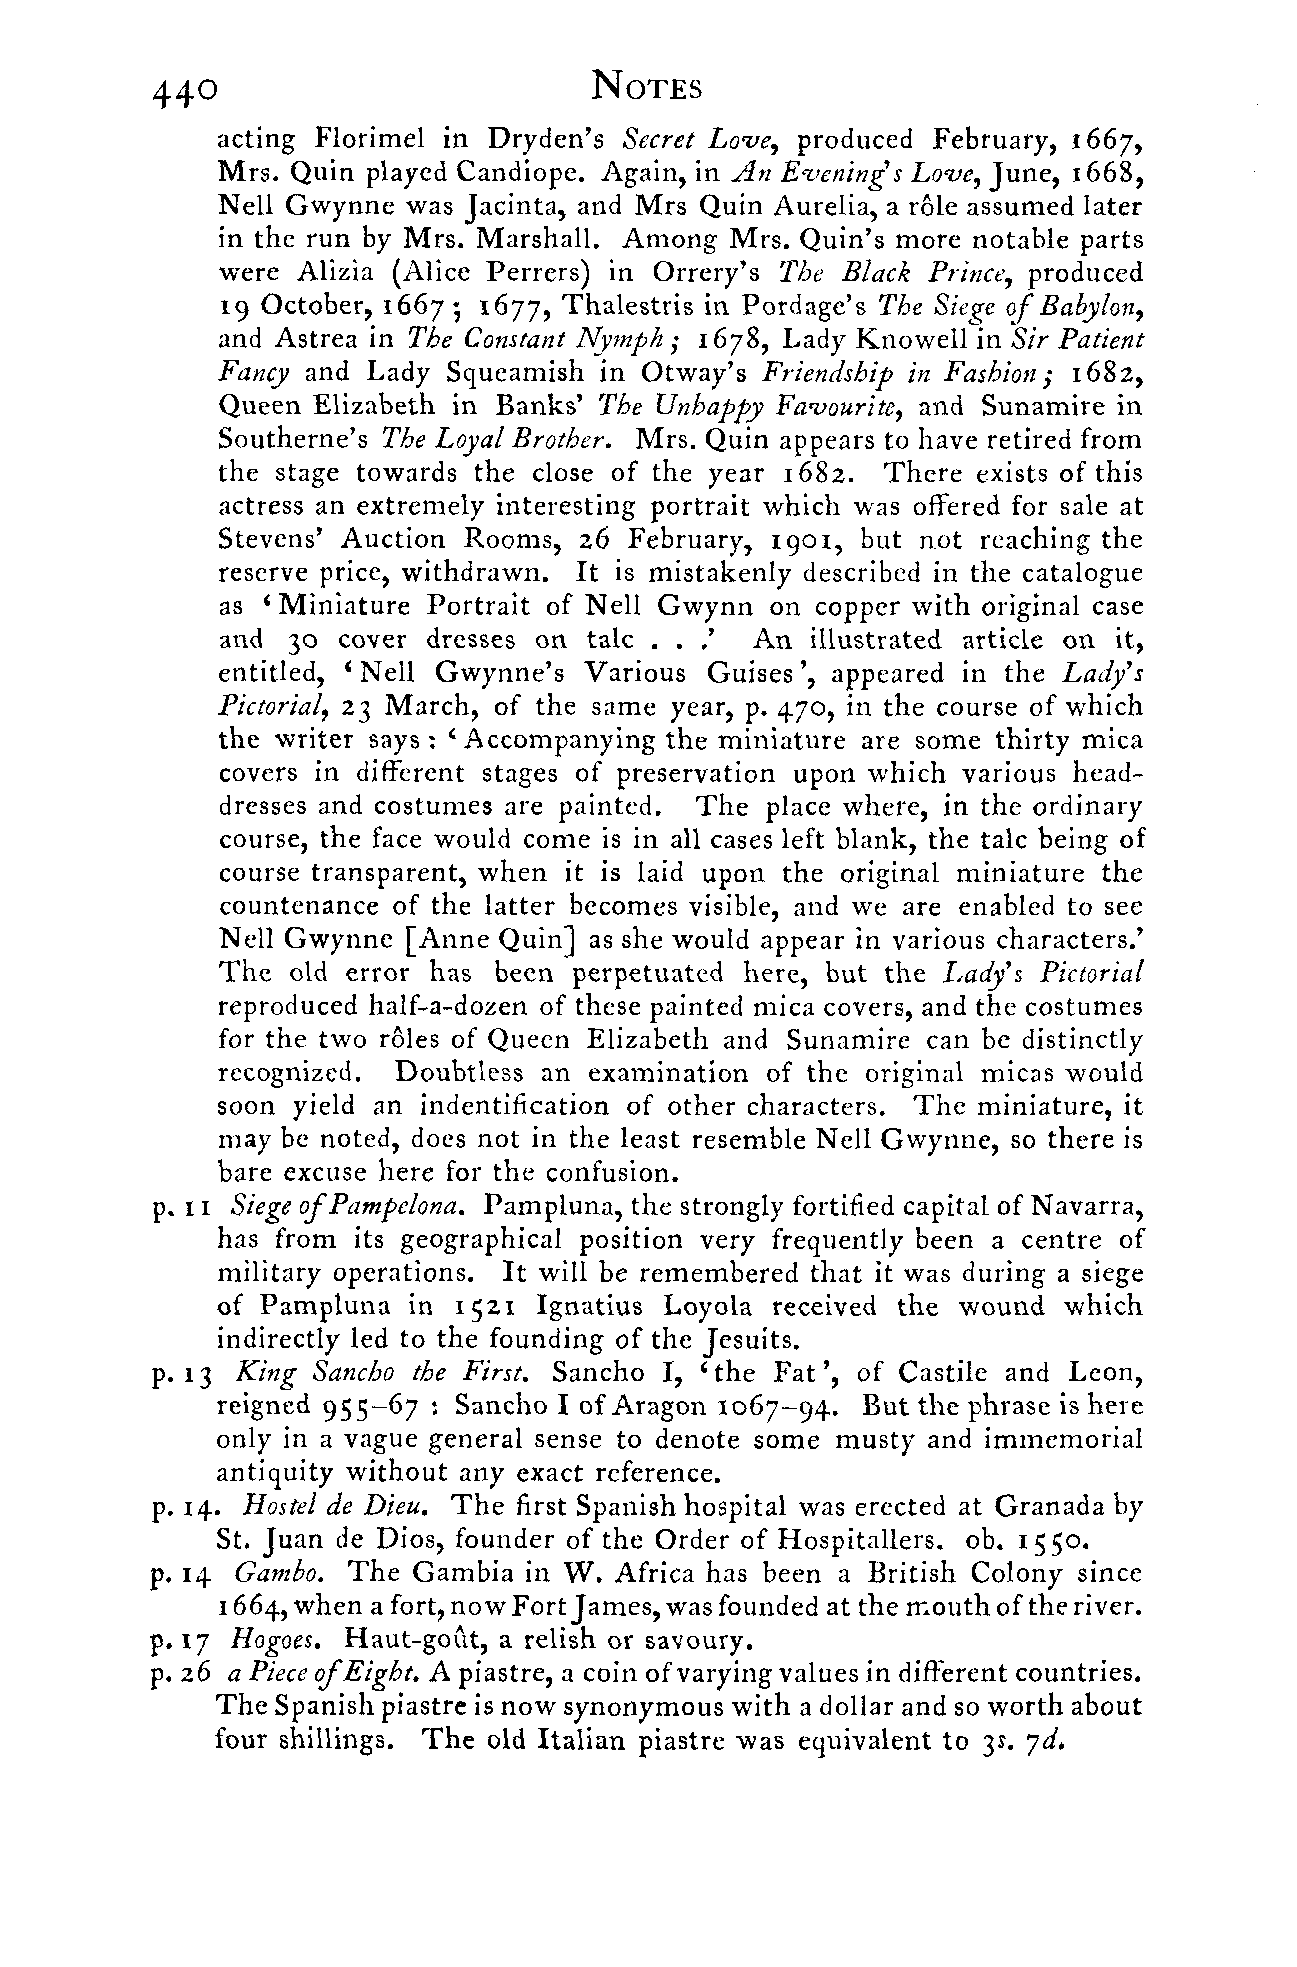 440 NOTES
acting Florimel in Dryden's Secret Love, produced February, 1667,
Mrs. Quin played Candiope. Again, in An Evening's Love, June, 1668,
Nell Gwynne was Jacinta, and Mrs Quin Aurelia, a rôle assumed later
in the run by Mrs. Marshall. Among Mrs. Quin's more notable parts
were Alizia (Alice Perrers) in Orrery's The Black Prince, produced
19 October, 1667; 1677, Thalestris in Pordage's The Siege of Babylon,
and Astrea in The Constant Nymph; 1678, Lady Knowell in Sir Patient
Fancy and Lady Squeamish in Otway's Friendship in Fashion; 1682,
Queen Elizabeth in Banks' The Unhappy Favourite, and Sunamire in
Southerne's The Loyal Brother. Mrs. Quin appears to have retired from
the stage towards the close of the year 1682. There exists of this
actress an extremely interesting portrait which was offered for sale at
Stevens' Auction Rooms, 26 February, 1901, but not reaching the
reserve price, withdrawn. It is mistakenly described in the catalogue
as 'Miniature Portrait of Nell Gwynn on copper with original case
and 30 cover dresses on talc . . .' An illustrated article on it,
entitled, 'Nell Gwynne's Various Guises', appeared in the Lady's
Pictorial, 23 March, of the same year, p. 470, in the course of which
the writer says: 'Accompanying the miniature are some thirty mica
covers in different stages of preservation upon which various head-
dresses and costumes are painted. The place where, in the ordinary
course, the face would come is in all cases left blank, the talc being of
course transparent, when it is laid upon the original miniature the
countenance of the latter becomes visible, and we are enabled to see
Nell Gwynne [Anne Quin] as she would appear in various characters.'
The old error has been perpetuated here, but the Lady's Pictorial
reproduced half-a-dozen of these painted mica covers, and the costumes
for the two rôles of Queen Elizabeth and Sunamire can be distinctly
recognized. Doubtless an examination of the original micas would
soon yield an indentification of other characters. The miniature, it
may be noted, does not in the least resemble Nell Gwynne, so there is
bare excuse here for the confusion.
p. 11 Siege of Pampelona. Pampluna, the strongly fortified capital of Navarra,
has from its geographical position very frequently been a centre of
military operations. It will be remembered that it was during a siege
of Pampluna in 1521 Ignatius Loyola received the wound which
indirectly led to the founding of the Jesuits.
p. 13 King Sancho the First. Sancho I, 'the Fat', of Castile and Leon,
reigned 955–67 : Sancho I of Aragon 1067–94. But the phrase is here
only in a vague general sense to denote some musty and immemorial
antiquity without any exact reference.
p. 14. Hostel de Dieu. The first Spanish hospital was erected at Granada by
St. Juan de Dios, founder of the Order of Hospitallers. ob. 1550.
p. 14 Gambo. The Gambia in W. Africa has been a British Colony since
1664, when a fort, now Fort James, was founded at the mouth of the river.
p. 17 Hogoes. Haut-goût, a relish or savoury.
p. 26 a Piece of Eight. A piastre, a coin of varying values in different countries.
The Spanish piastre is now synonymous with a dollar and so worth about
four shillings. The old Italian piastre was equivalent to 3s. 7d.